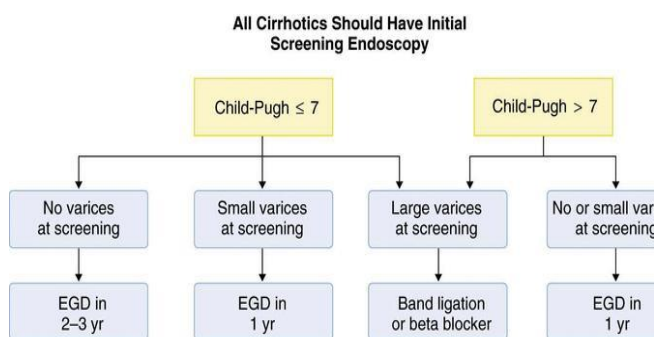 All Cirrhotics Should Have Initial
Screening Endoscopy
Child-Pugh ≤ 7
Child-Pugh > 7
No varices
at screening
Small varices
at screening
Large varices
at screening
No or small vari
at screening
EGD in
2–3 yr
EGD in
1 yr
Band ligation
or beta blocker
EGD in
1 yr